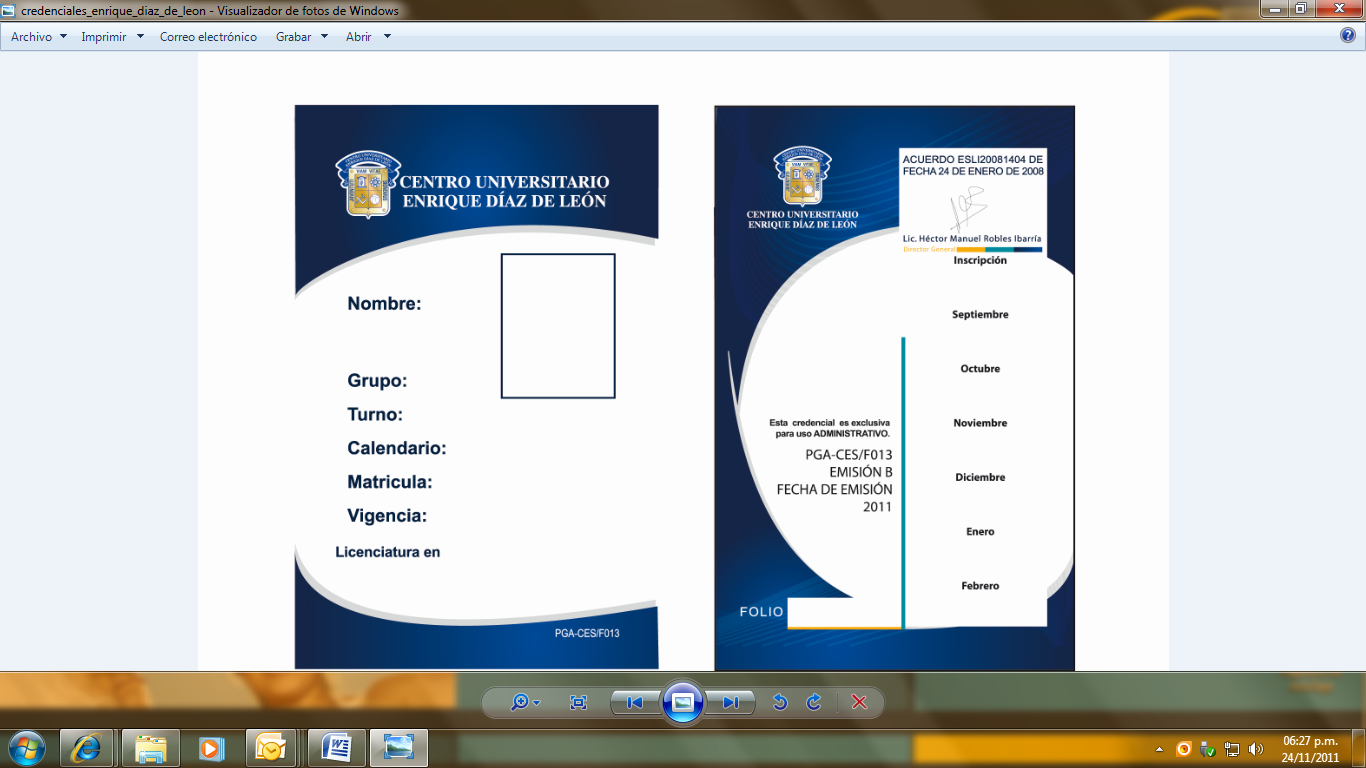 credenciales_enrique_diaz_de_leon - Visualizador de fotos de Windows
Archivo Imprimir Correo electrónico Grabar Abrir
CENTRO UNIVERSITARIO
ENRIQUE DÍAZ DE LEÓN
Nombre:
Grupo:
Turno:
Calendario:
Matricula:
Vigencia:
Licenciatura en
PGA-CES/F013
CENTRO UNIVERSITARIO
ENRIQUE DÍAZ DE LEÓN
ACUERDO ESLI20081404 DE
FECHA 24 DE ENERO DE 2008
Lic. Héctor Manuel Robles Ibarría
Director General
Inscripción
Septiembre
Octubre
Noviembre
Diciembre
Enero
Febrero
Esta credencial es exclusiva
para uso ADMINISTRATIVO.
PGA-CES/F013
EMISIÓN B
FECHA DE EMISIÓN
2011
FOLIO
06:27 p.m.
24/11/2011